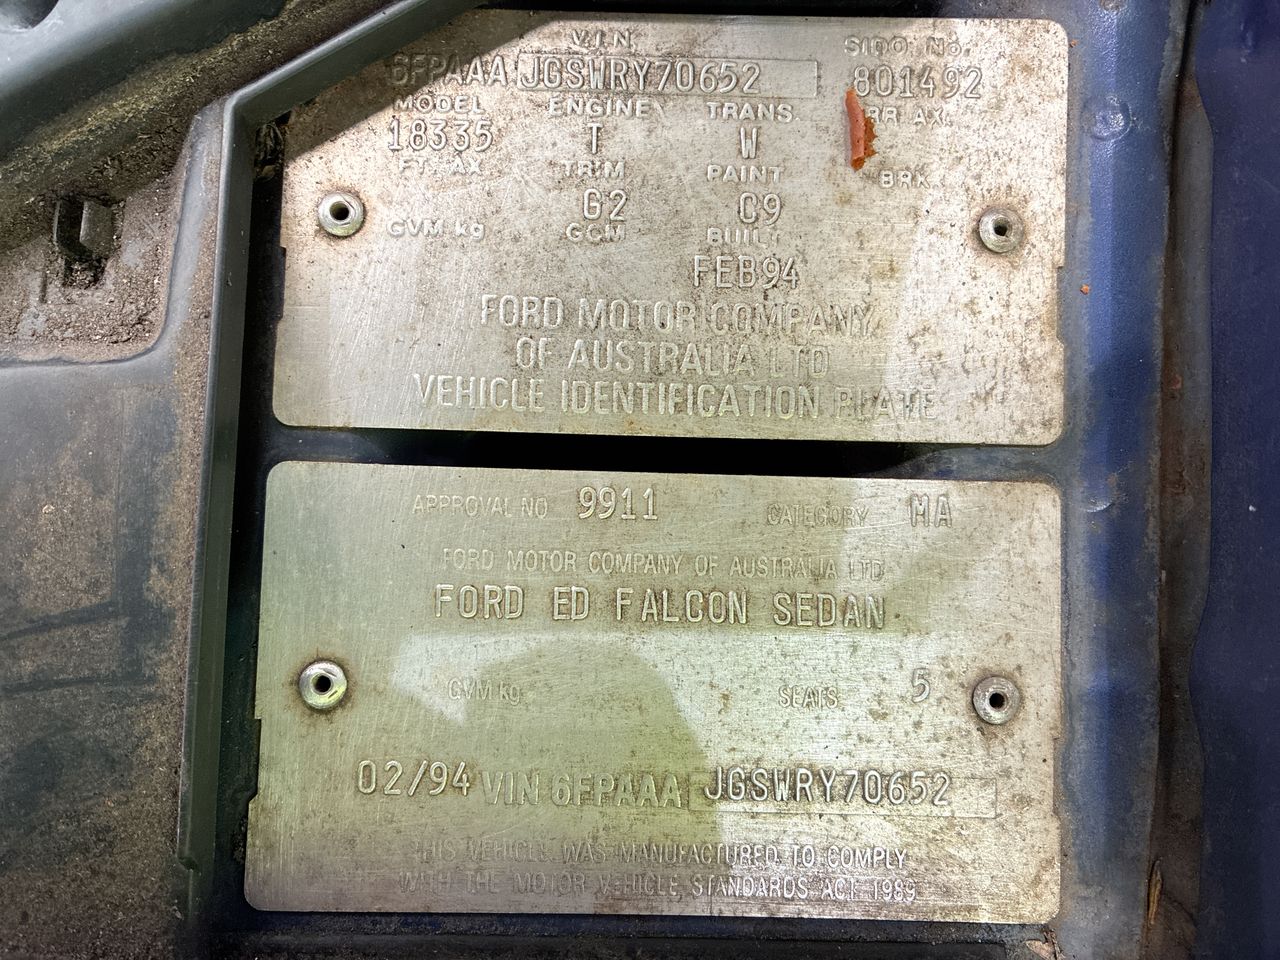 V.I.N. SIDO. No.
6FPAAA JGSWRY70652 801492
MODEL ENGINE TRANS. RR AX.
18335 T W
FT. AX TRIM PAINT BRK.
G2 C9
GVM kg GCM BUILT
FEB94
FORD MOTOR COMPANY
OF AUSTRALIA LTD
VEHICLE IDENTIFICATION PLATE
APPROVAL NO 9911 CATEGORY MA
FORD MOTOR COMPANY OF AUSTRALIA LTD
FORD ED FALCON SEDAN
GVM kg SEATS 5
02/94 VIN 6FPAAA JGSWRY70652
THIS VEHICLE WAS MANUFACTURED TO COMPLY
WITH THE MOTOR VEHICLE STANDARDS ACT 1989